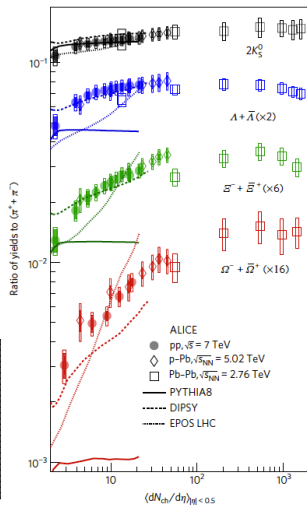 10⁻¹
2K⁰S
Λ + Λ̄ (×2)
Ξ⁻ + Ξ̄⁺ (×6)
Ω⁻ + Ω̄⁺ (×16)
Ratio of yields to (π⁺ + π⁻)
10⁻²
ALICE
pp, √s = 7 TeV
p–Pb, √sNN = 5.02 TeV
Pb–Pb, √sNN = 2.76 TeV
PYTHIA8
DIPSY
EPOS LHC
10⁻³
10 10² 10³
⟨dNch/dη⟩|η| < 0.5